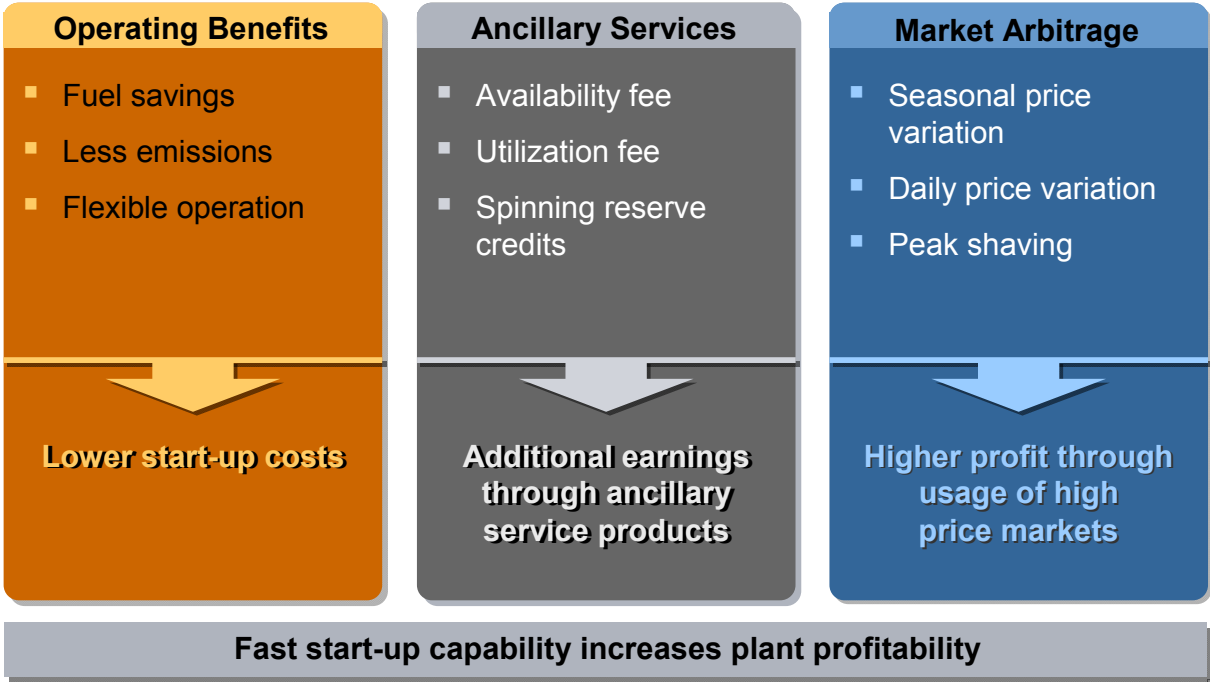 Operating Benefits
Fuel savings
Less emissions
Flexible operation
Lower start-up costs
Ancillary Services
Availability fee
Utilization fee
Spinning reserve
credits
Additional earnings
through ancillary
service products
Market Arbitrage
Seasonal price
variation
Daily price variation
Peak shaving
Higher profit through
usage of high
price markets
Fast start-up capability increases plant profitability